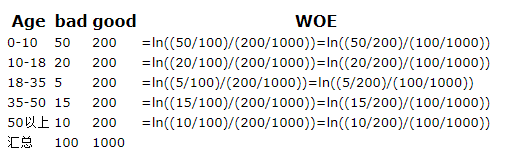 Age bad good WOE
0-10 50 200 =ln((50/100)/(200/1000))=ln((50/200)/(100/1000))
10-18 20 200 =ln((20/100)/(200/1000))=ln((20/200)/(100/1000))
18-35 5 200 =ln((5/100)/(200/1000))=ln((5/200)/(100/1000))
35-50 15 200 =ln((15/100)/(200/1000))=ln((15/200)/(100/1000))
50以上 10 200 =ln((10/100)/(200/1000))=ln((10/200)/(100/1000))
汇总 100 1000